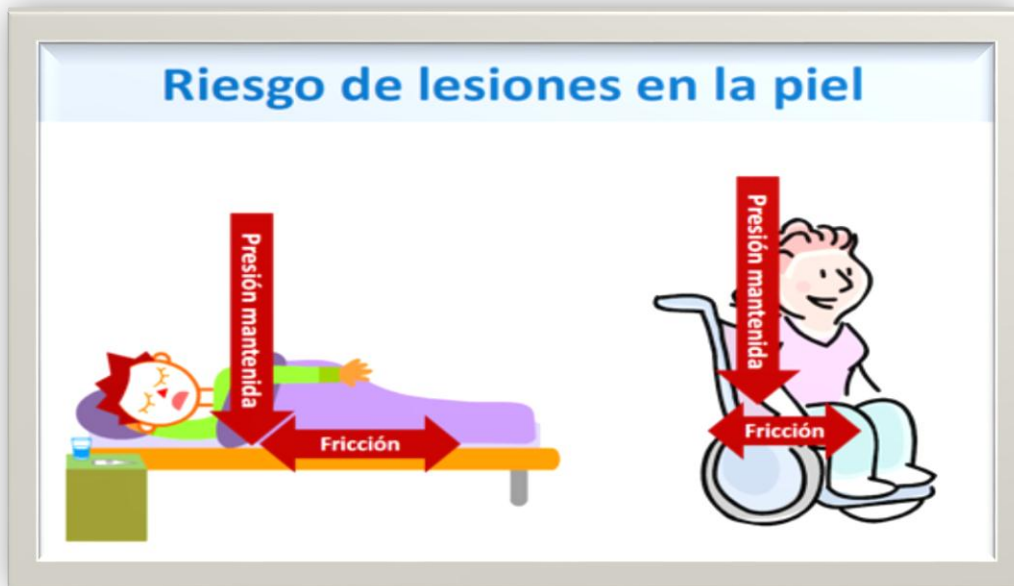 Riesgo de lesiones en la piel
Presión mantenida
Fricción
Presión mantenida
Fricción